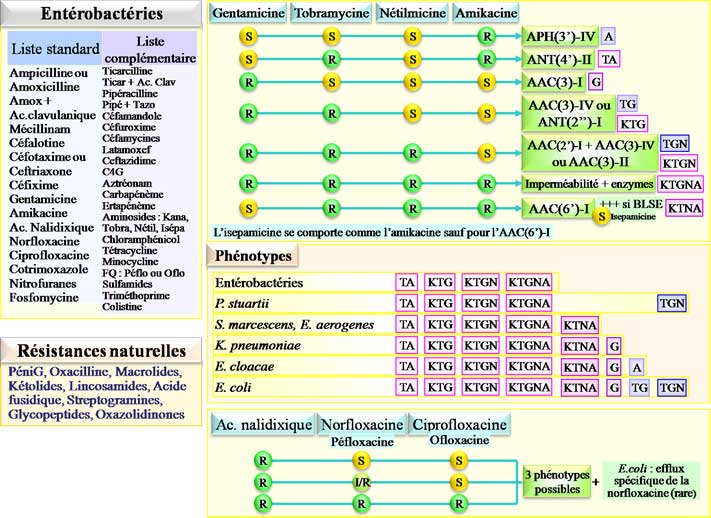 Entérobactéries
Liste standard
Ampicilline ou
Amoxicilline
Amox +
Ac.clavulanique
Mécillinam
Céfalotine
Céfotaxime ou
Ceftriaxone
Céfixime
Gentamicine
Amikacine
Ac. Nalidixique
Norfloxacine
Ciprofloxacine
Cotrimoxazole
Nitrofuranes
Fosfomycine
Liste
complémentaire
Ticarcilline
Ticar + Ac. Clav
Pipéracilline
Pipé + Tazo
Céfamandole
Céfuroxime
Céfamycines
Latamoxef
Ceftazidime
C4G
Aztréonam
Carbapénème
Ertapénème
Aminosides : Kana,
Tobra, Nétil, Isépa
Chloramphénicol
Tétracycline
Minocycline
FQ : Péflo ou Oflo
Sulfamides
Triméthoprime
Colistine
Résistances naturelles
PéniG, Oxacilline, Macrolides,
Kétolides, Lincosamides, Acide
fusidique, Streptogramines,
Glycopeptides, Oxazolidinones
Gentamicine Tobramycine Nétilmicine Amikacine
S S S R APH(3’)-IV A
S R S R ANT(4’)-II TA
R S S S AAC(3)-I G
R R S S AAC(3)-IV ou TG
ANT(2’’)-I KTG
R R R S AAC(2’)-I + AAC(3)-IV TGN
ou AAC(3)-II KTGN
R R R R Imperméabilité + enzymes KTGNA
S R R R AAC(6’)-I +++ si BLSE KTNA
S Isepamicine
L’isepamicine se comporte comme l’amikacine sauf pour l’AAC(6’)-I
Phénotypes
Entérobactéries TA KTG KTGN KTGNA
P. stuartii TA KTG KTGN KTGNA TGN
S. marcescens, E. aerogenes TA KTG KTGN KTGNA KTNA
K. pneumoniae TA KTG KTGN KTGNA KTNA G
E. cloacae TA KTG KTGN KTGNA KTNA G A
E. coli TA KTG KTGN KTGNA KTNA G TG TGN
Ac. nalidixique Norfloxacine Ciprofloxacine
Péfloxacine Ofloxacine
R S S
R I/R S
R R R
3 phénotypes
possibles
+
E.coli : efflux
spécifique de la
norfloxacine (rare)